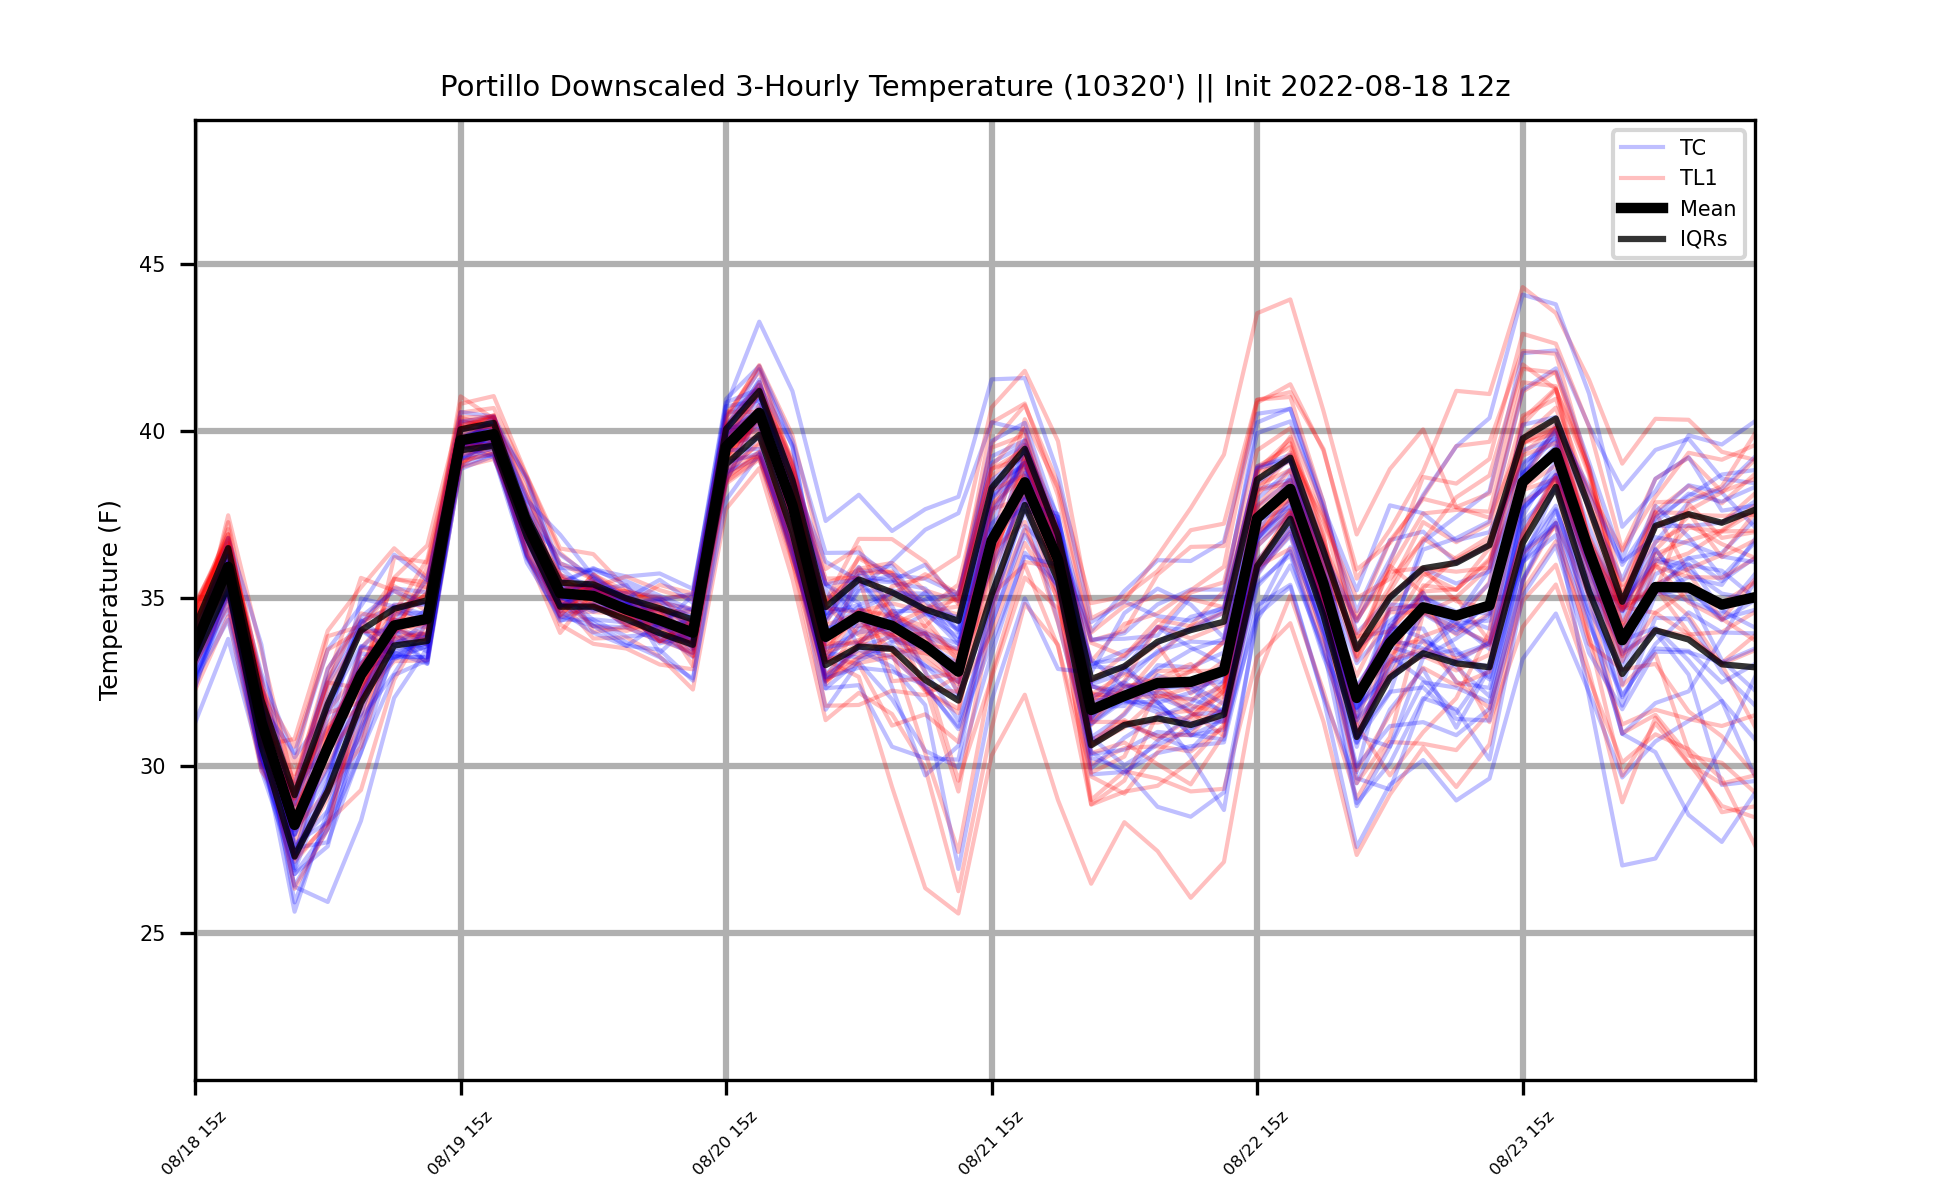 Portillo Downscaled 3-Hourly Temperature (10320') || Init 2022-08-18 12z
TC
TL1
Mean
IQRs
Temperature (F)
45
40
35
30
25
08/18 15z
08/19 15z
08/20 15z
08/21 15z
08/22 15z
08/23 15z